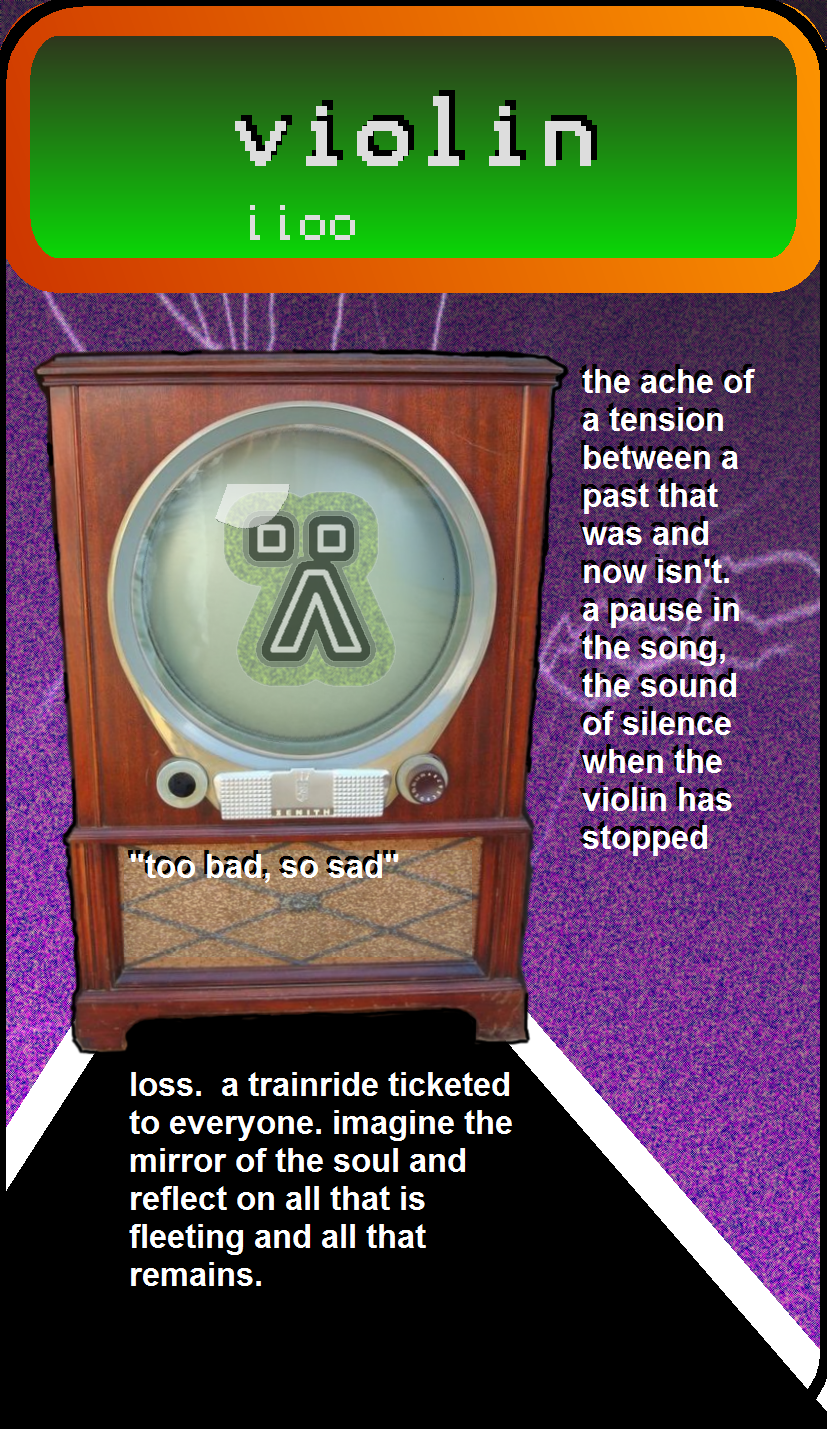 violin
i ioo
the ache of
a tension
between a
past that
was and
now isn't.
a pause in
the song,
the sound
of silence
when the
violin has
stopped
ZENITH
"too bad, so sad"
loss.  a trainride ticketed
to everyone. imagine the
mirror of the soul and
reflect on all that is
fleeting and all that
remains.